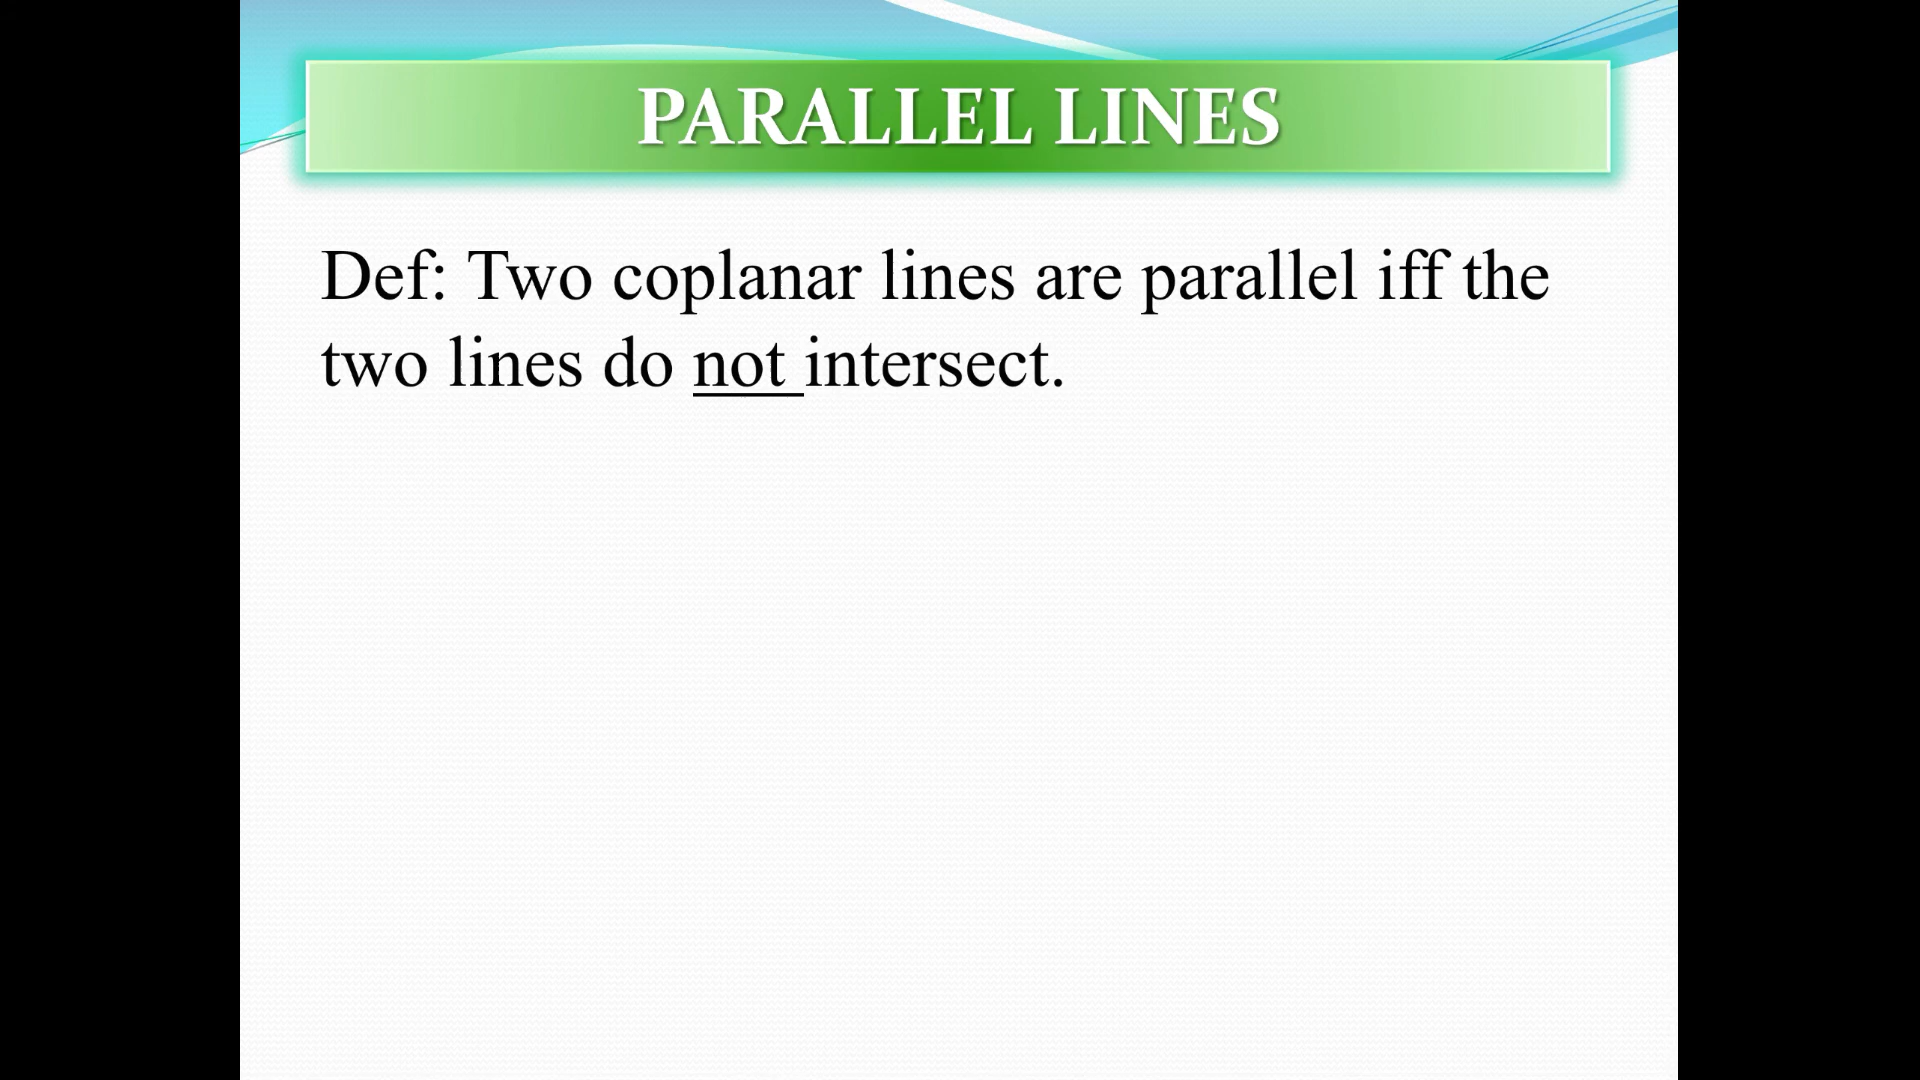 PARALLEL LINES
Def: Two coplanar lines are parallel iff the
two lines do not intersect.